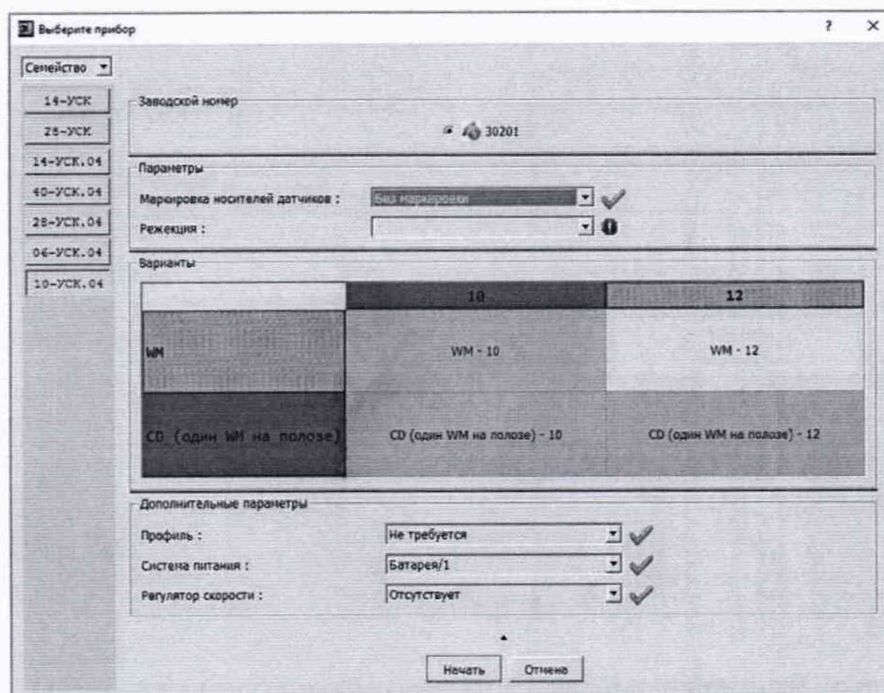 Выберите прибор ? ×
Семейство
14-УСК
28-УСК
14-УСК.04
40-УСК.04
28-УСК.04
06-УСК.04
10-УСК.04
Заводской номер
30201
Параметры
Маркировка носителей датчиков : Без маркировки
Режекция :
Варианты
10 12
WM WM - 10 WM - 12
CD (один WM на полозе) CD (один WM на полозе) - 10 CD (один WM на полозе) - 12
Дополнительные параметры
Профиль : Не требуется
Система питания : Батарея/1
Регулятор скорости : Отсутствует
Начать Отмена